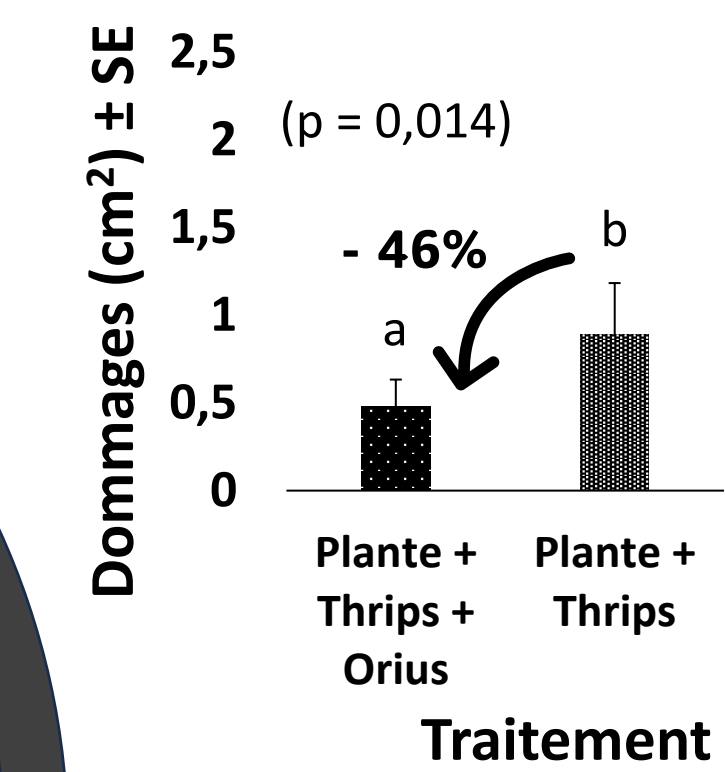 Dommages (cm²) ± SE
2,5
2
1,5
1
0,5
0
(p = 0,014)
- 46%
a
b
Plante +
Thrips +
Orius
Plante +
Thrips
Traitement